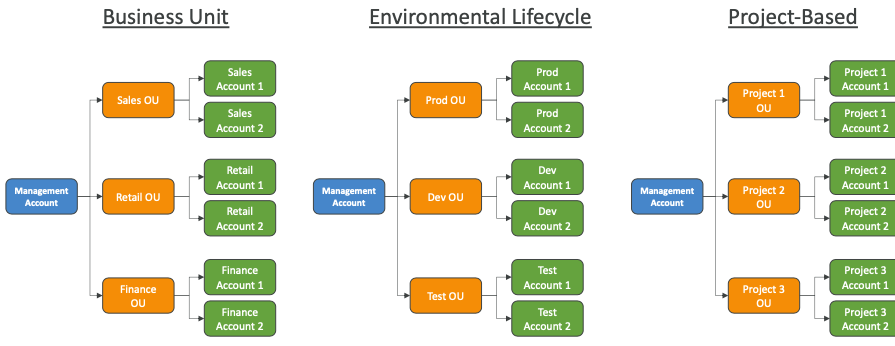 Business Unit
Sales
Account 1
Sales OU
Sales
Account 2
Management
Account
Retail OU
Retail
Account 1
Retail
Account 2
Finance
OU
Finance
Account 1
Finance
Account 2
Environmental Lifecycle
Prod
Account 1
Prod OU
Prod
Account 2
Management
Account
Dev OU
Dev
Account 1
Dev
Account 2
Test OU
Test
Account 1
Test
Account 2
Project-Based
Project 1
Account 1
Project 1
OU
Project 1
Account 2
Management
Account
Project 2
OU
Project 2
Account 1
Project 2
Account 2
Project 3
OU
Project 3
Account 1
Project 3
Account 2